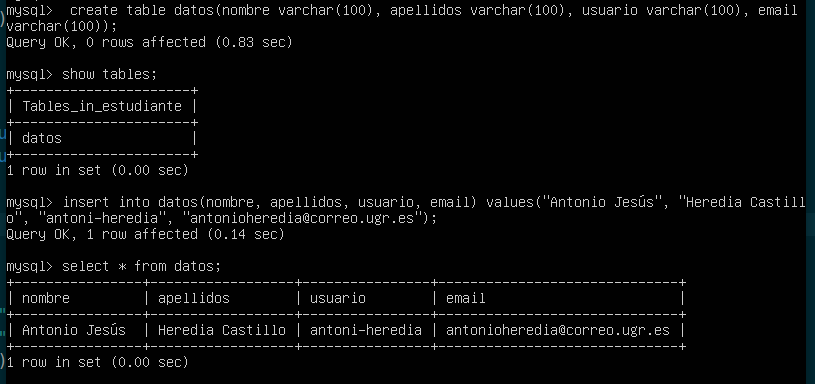 mysql>  create table datos(nombre varchar(100), apellidos varchar(100), usuario varchar(100), email
varchar(100));
Query OK, 0 rows affected (0.83 sec)
mysql> show tables;
+----------------------+
| Tables_in_estudiante |
+----------------------+
| datos                |
+----------------------+
1 row in set (0.00 sec)
mysql> insert into datos(nombre, apellidos, usuario, email) values("Antonio Jesús", "Heredia Castill
o", "antoni-heredia", "antonioheredia@correo.ugr.es");
Query OK, 1 row affected (0.14 sec)
mysql> select * from datos;
+----------------+------------------+----------------+------------------------------+
| nombre         | apellidos        | usuario        | email                        |
+----------------+------------------+----------------+------------------------------+
| Antonio Jesús  | Heredia Castillo | antoni-heredia | antonioheredia@correo.ugr.es |
+----------------+------------------+----------------+------------------------------+
1 row in set (0.00 sec)